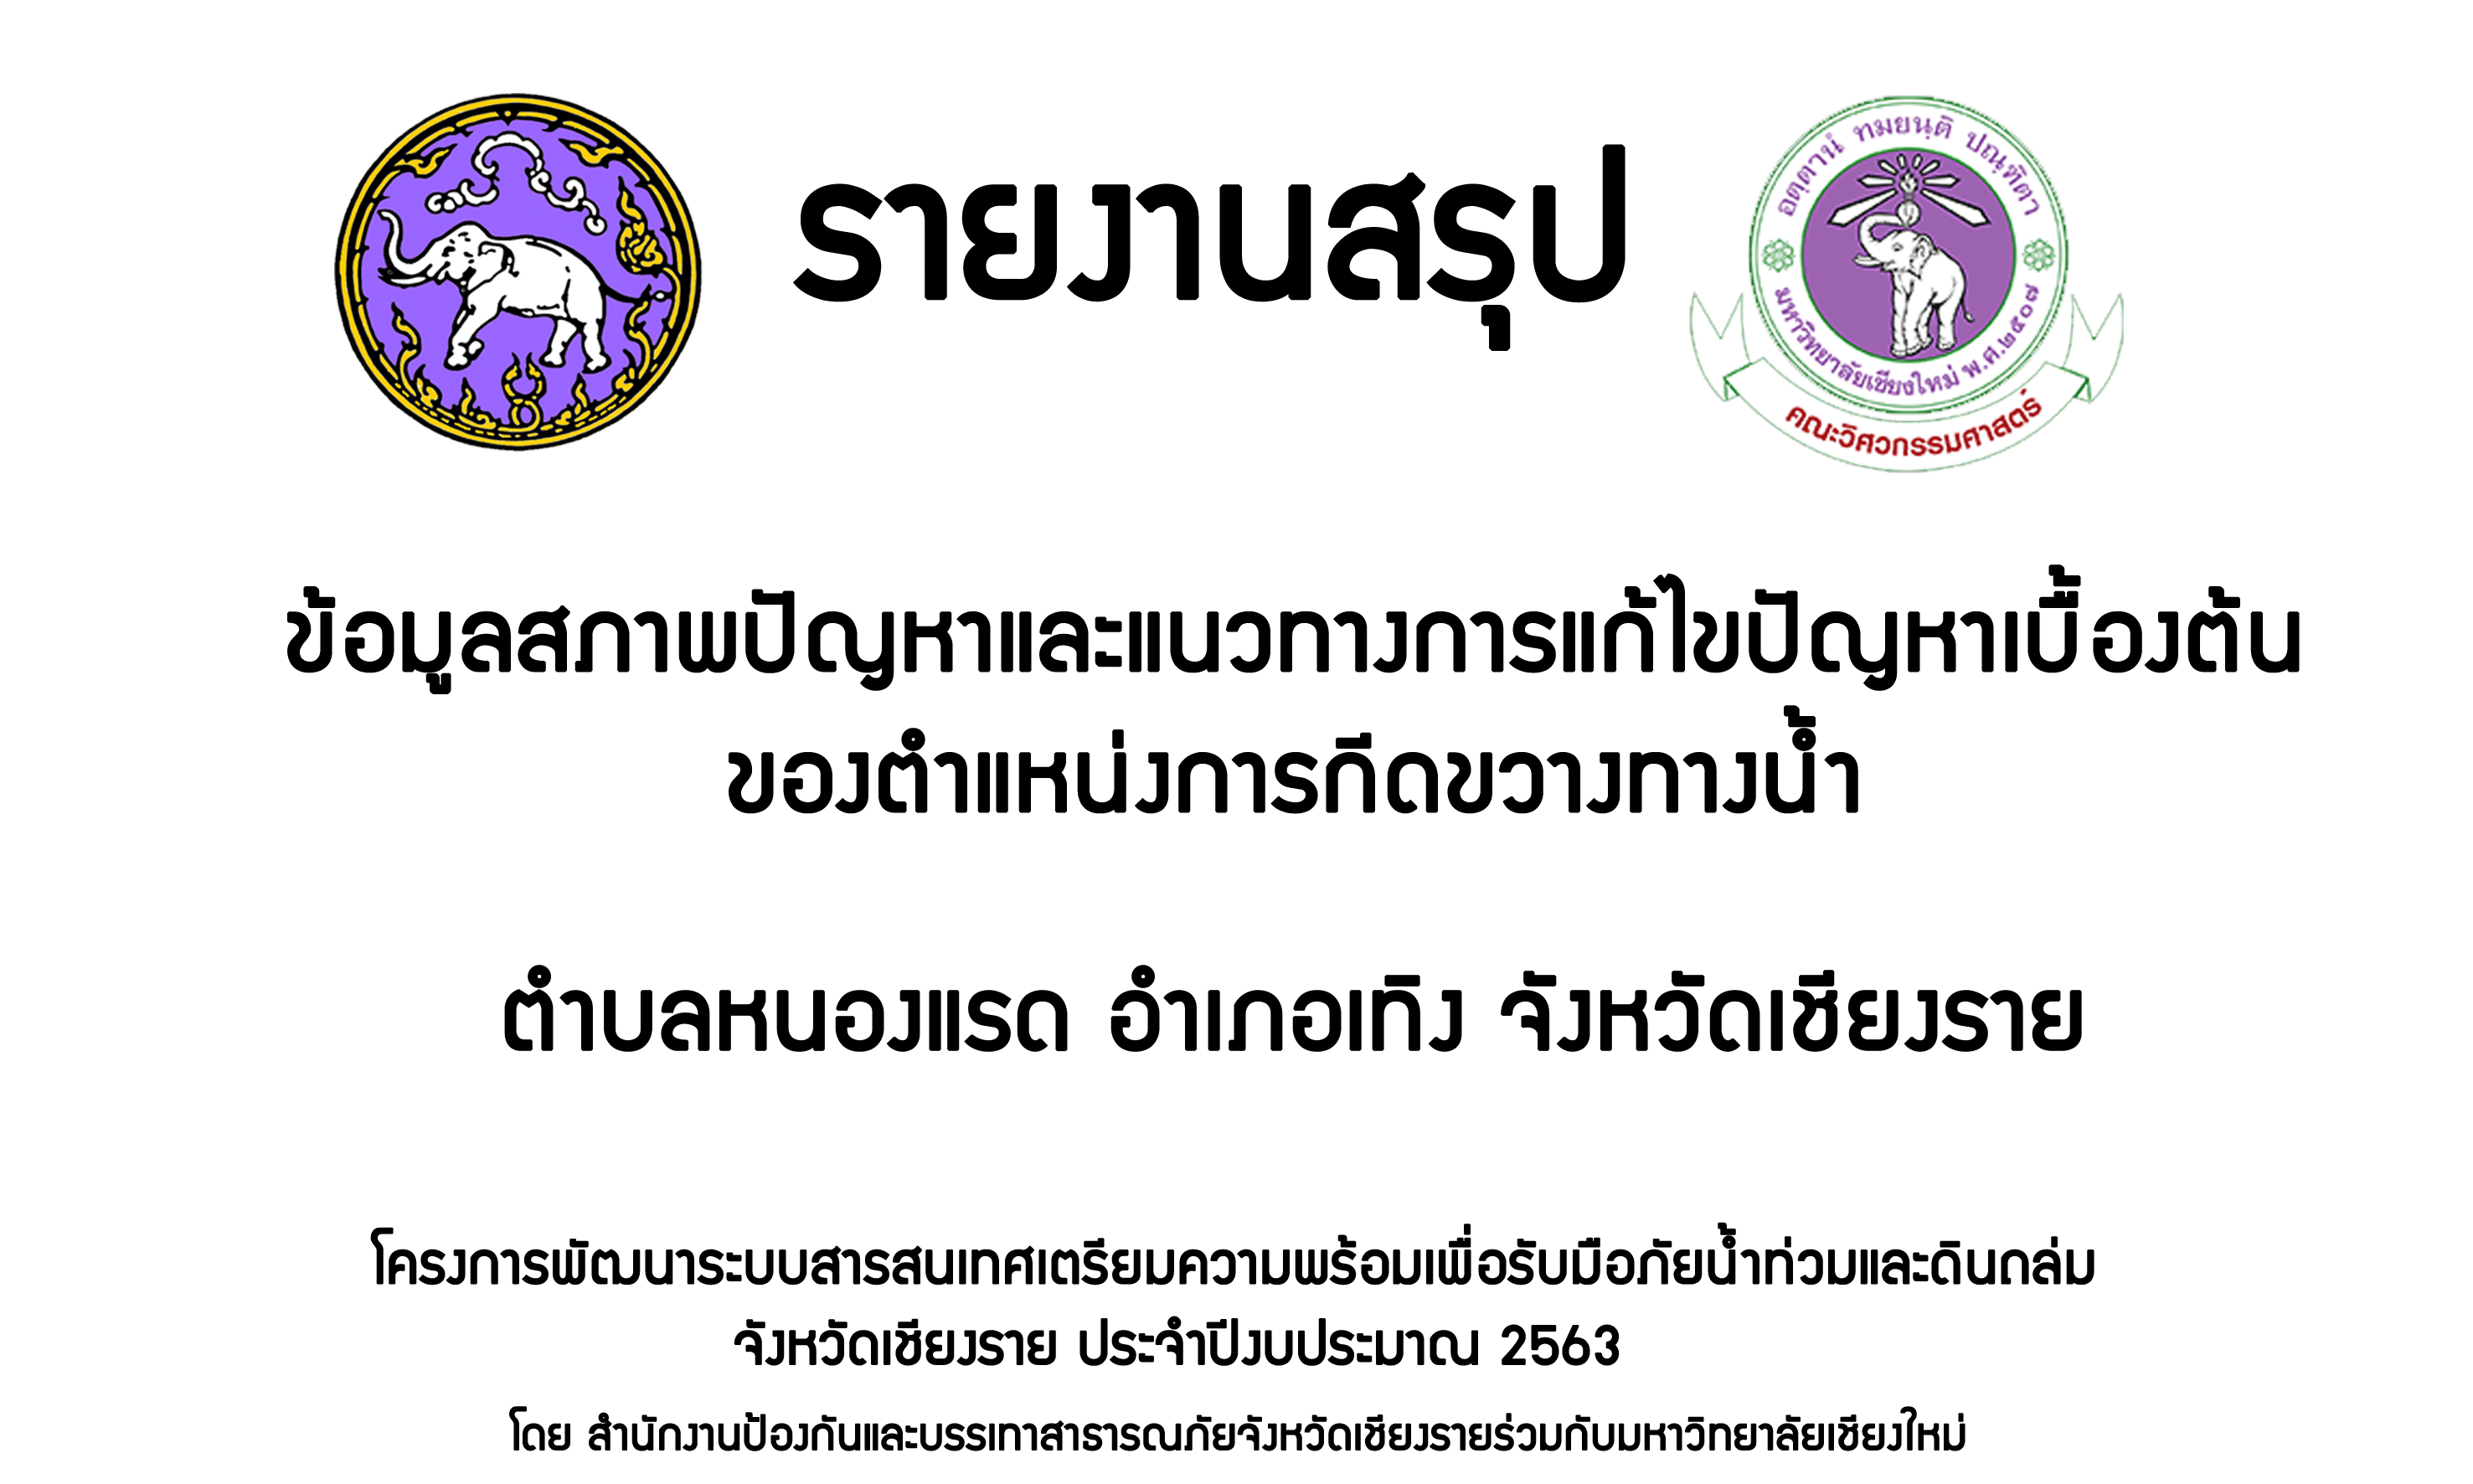 รายงานสรุป
อตฺตานํ ทมยนฺติ ปณฺฑิตา
มหาวิทยาลัยเชียงใหม่ พ.ศ.๒๕๐๗
คณะวิศวกรรมศาสตร์
ข้อมูลสภาพปัญหาและแนวทางการแก้ไขปัญหาเบื้องต้น
ของตำแหน่งการกีดขวางทางน้ำ
ตำบลหนองแรด อำเภอเทิง จังหวัดเชียงราย
โครงการพัฒนาระบบสารสนเทศเตรียมความพร้อมเพื่อรับมือภัยน้ำท่วมและดินถล่ม
จังหวัดเชียงราย ประจำปีงบประมาณ 2563
โดย สำนักงานป้องกันและบรรเทาสาธารณภัยจังหวัดเชียงรายร่วมกับมหาวิทยาลัยเชียงใหม่